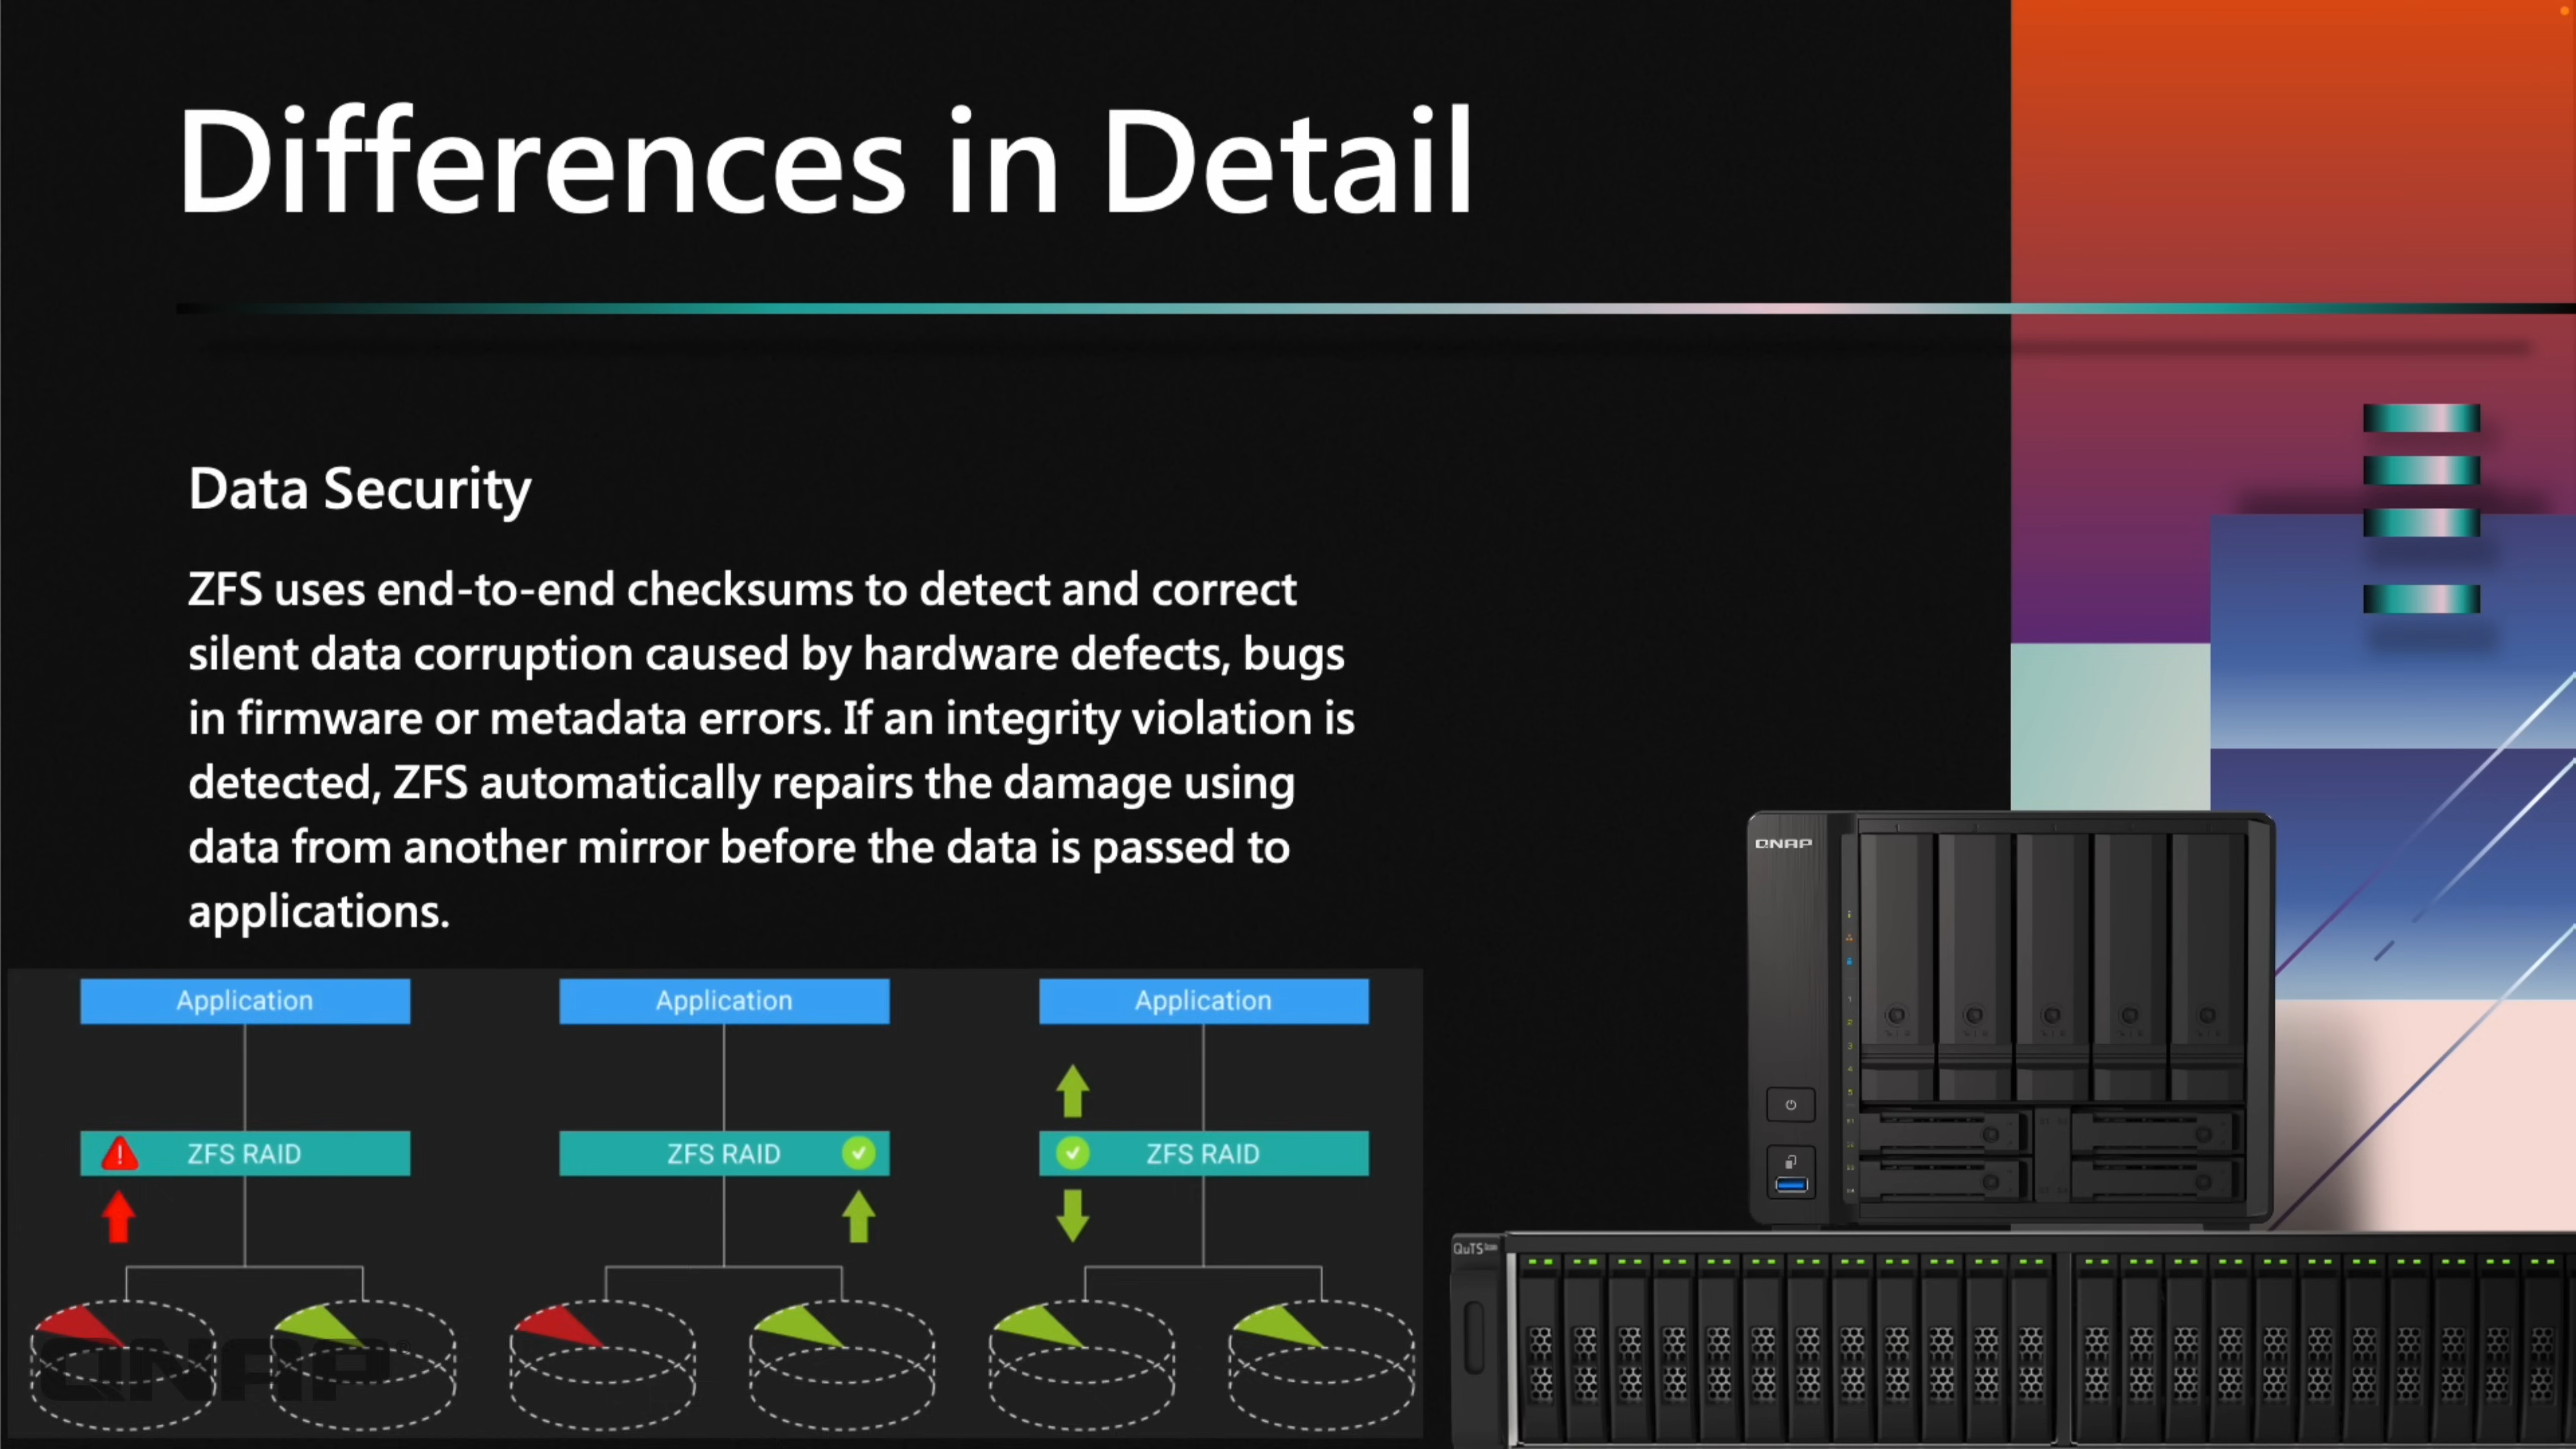 Differences in Detail
Data Security
ZFS uses end-to-end checksums to detect and correct
silent data corruption caused by hardware defects, bugs
in firmware or metadata errors. If an integrity violation is
detected, ZFS automatically repairs the damage using
data from another mirror before the data is passed to
applications.
Application
Application
Application
ZFS RAID
ZFS RAID
ZFS RAID
QNAP
QNAP
QuTS